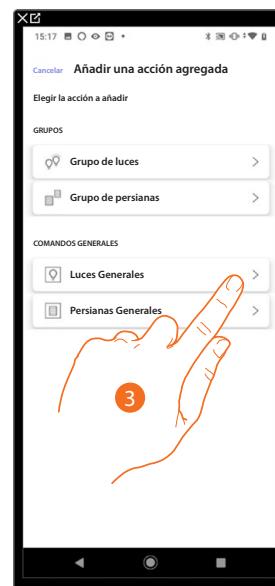 15:17
Cancelar Añadir una acción agregada
Elegir la acción a añadir
GRUPOS
Grupo de luces
Grupo de persianas
COMANDOS GENERALES
Luces Generales
Persianas Generales
3